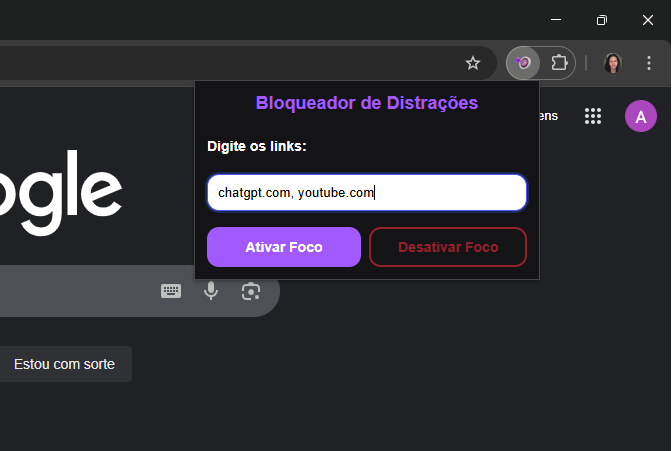 Bloqueador de Distrações
Digite os links:
chatgpt.com, youtube.com
Ativar Foco
Desativar Foco
ens
A
ogle
Estou com sorte